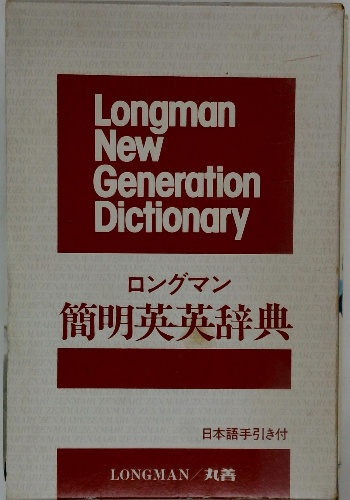 Longman
New
Generation
Dictionary
ロングマン
簡明英英辞典
日本語手引き付
LONGMAN／丸善